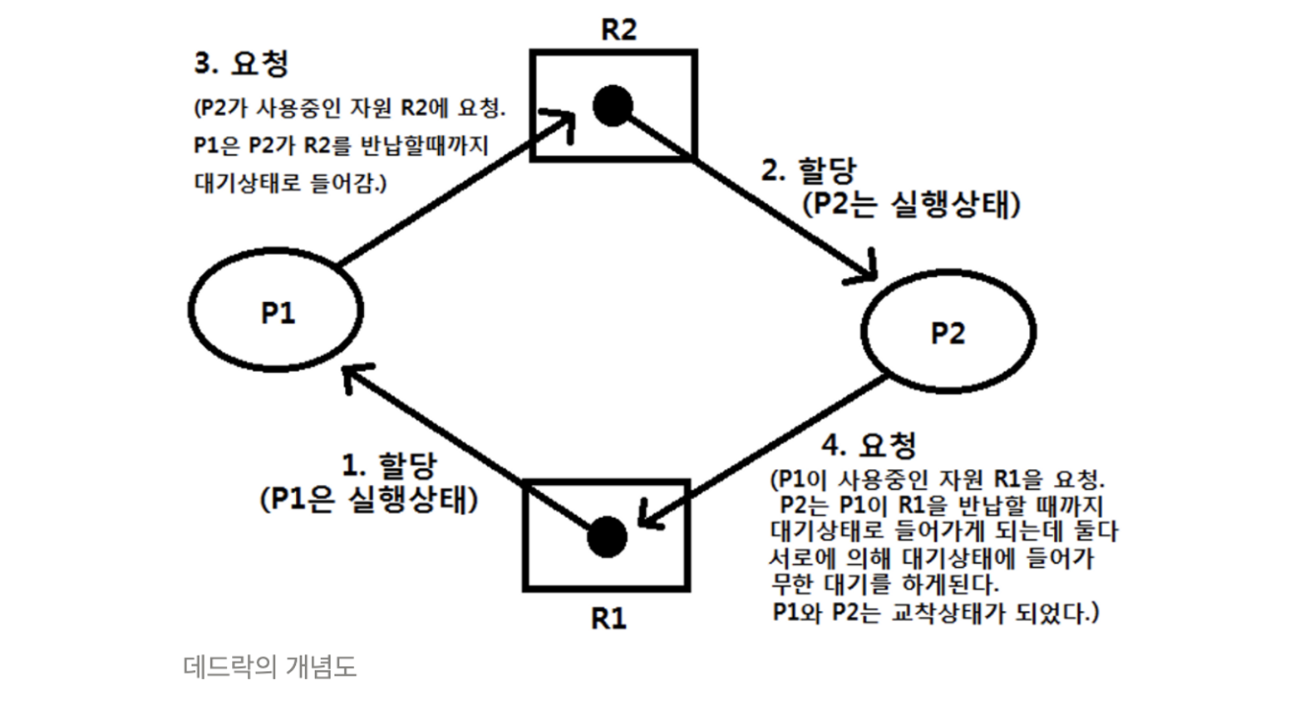 R2
3. 요청
(P2가 사용중인 자원 R2에 요청.
P1은 P2가 R2를 반납할때까지
대기상태로 들어감.)
2. 할당
(P2는 실행상태)
P1
P2
1. 할당
(P1은 실행상태)
4. 요청
(P1이 사용중인 자원 R1을 요청.
P2는 P1이 R1을 반납할 때까지
대기상태로 들어가게 되는데 둘다
서로에 의해 대기상태에 들어가
무한 대기를 하게된다.
P1와 P2는 교착상태가 되었다.)
R1
데드락의 개념도